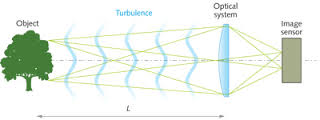 Object
Turbulence
Optical
system
Image
sensor
L